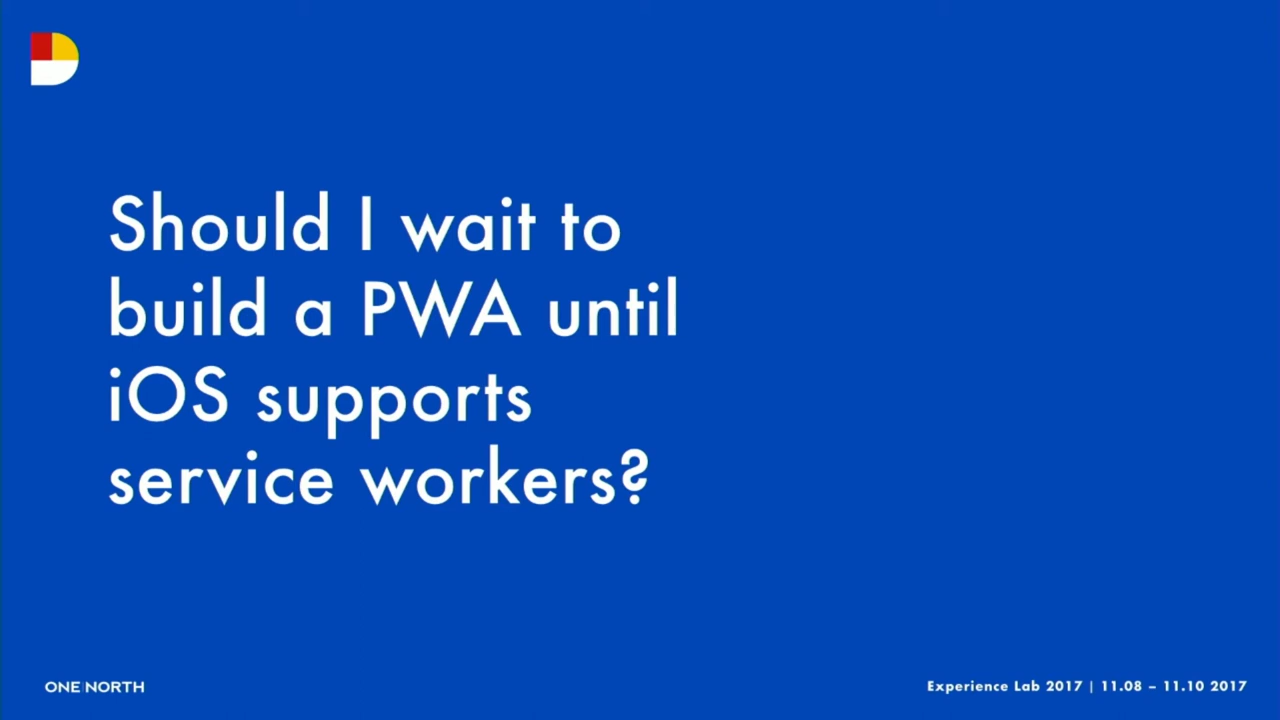 Should I wait to
build a PWA until
iOS supports
service workers?
ONE NORTH
Experience Lab 2017 | 11.08 – 11.10 2017